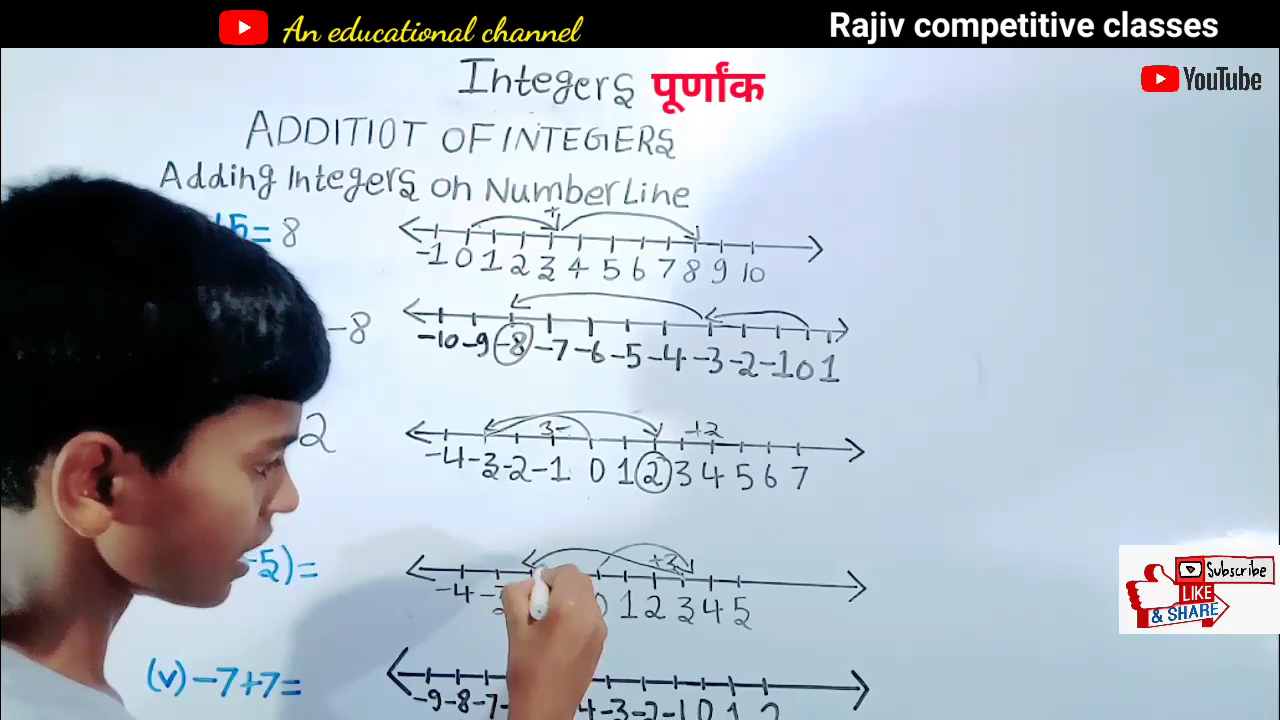 An educational channel
Rajiv competitive classes
YouTube
Integers पूर्णांक
ADDITIOT OF INTEGERS
Adding Integers on Number Line
+5= 8
+
-1 0 1 2 3 4 5 6 7 8 9 10
-8
-10 -9 -8 -7 -6 -5 -4 -3 -2 -1 0 1
2
3- +2
-4 -3 -2 -1 0 1 2 3 4 5 6 7
-5)=
-4 0 1 2 3 4 5
(v) -7+7=
-9 -8 -7 4 -3 -2 -1 0 1 2
Subscribe
LIKE
& SHARE